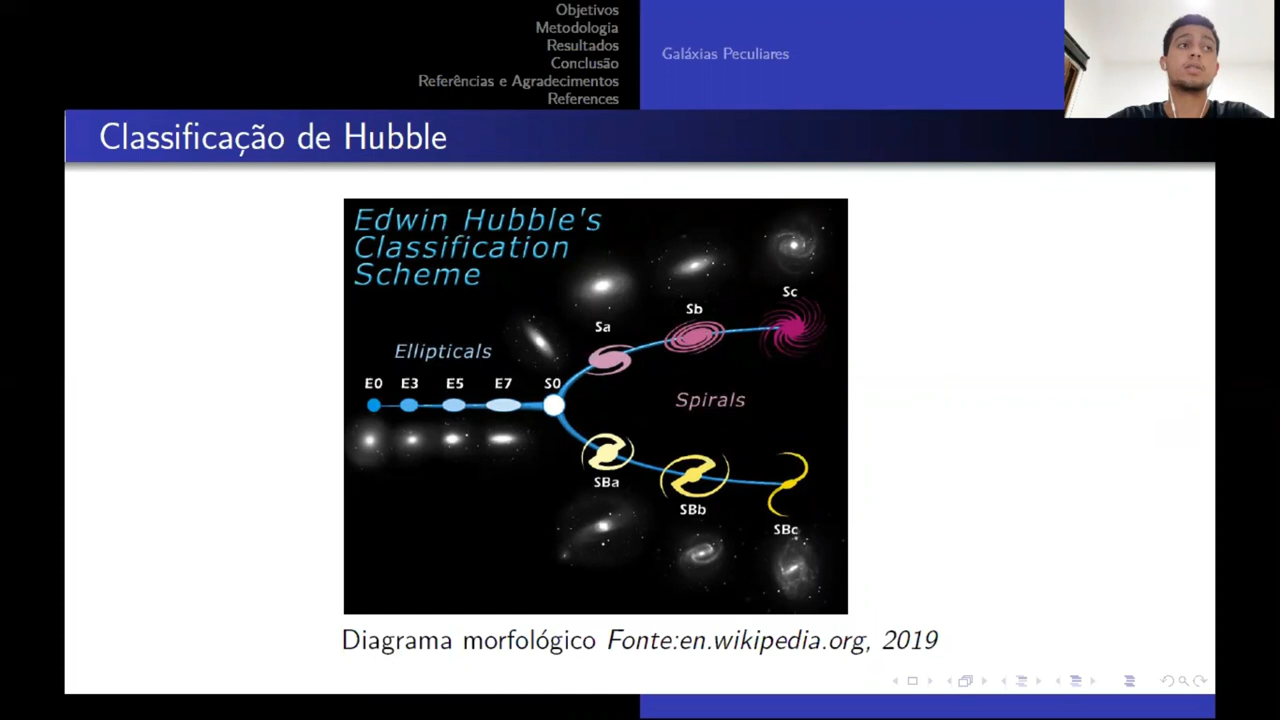 Objetivos
Metodologia
Resultados
Conclusão
Referências e Agradecimentos
References
Galáxias Peculiares
Classificação de Hubble
Edwin Hubble's
Classification
Scheme
Ellipticals
E0 E3 E5 E7 S0
Sa
Sb
Sc
Spirals
SBa
SBb
SBc
Diagrama morfológico Fonte:en.wikipedia.org, 2019